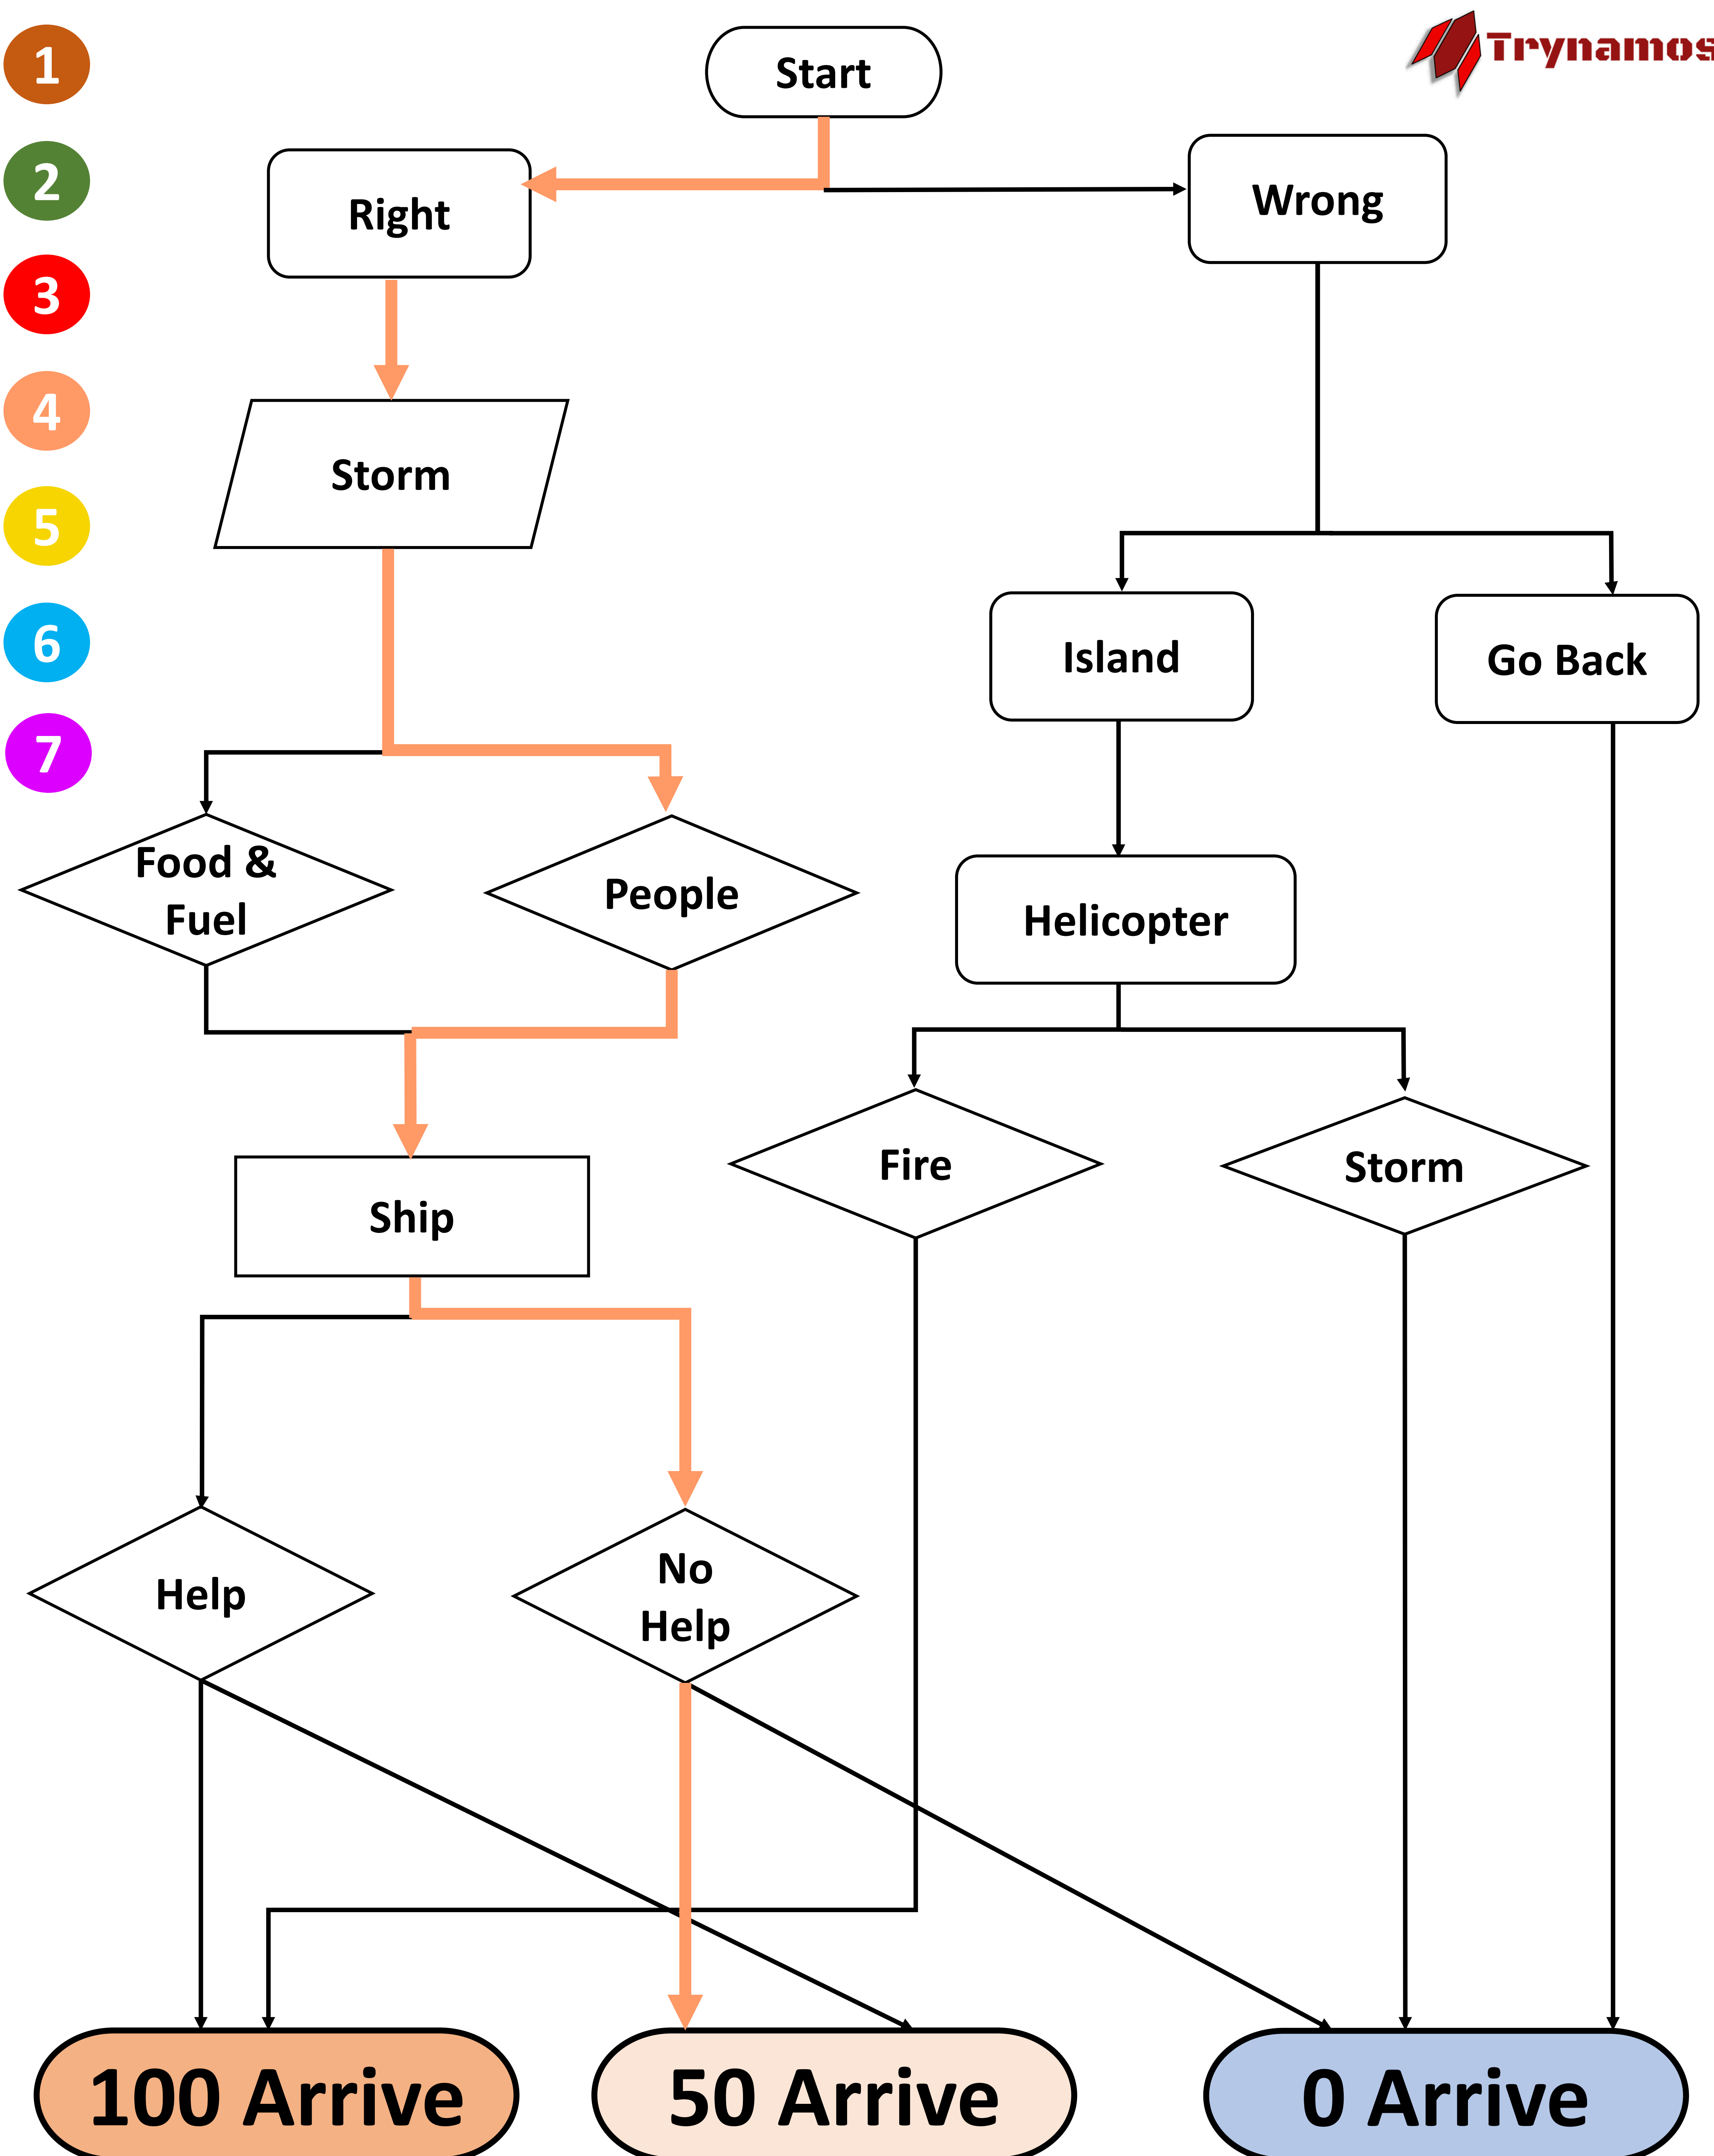 1
Start
Trynamos
2
Right
Wrong
3
4
Storm
5
6
Island
Go Back
7
Food &
Fuel
People
Helicopter
Fire
Storm
Ship
Help
No
Help
100 Arrive
50 Arrive
0 Arrive